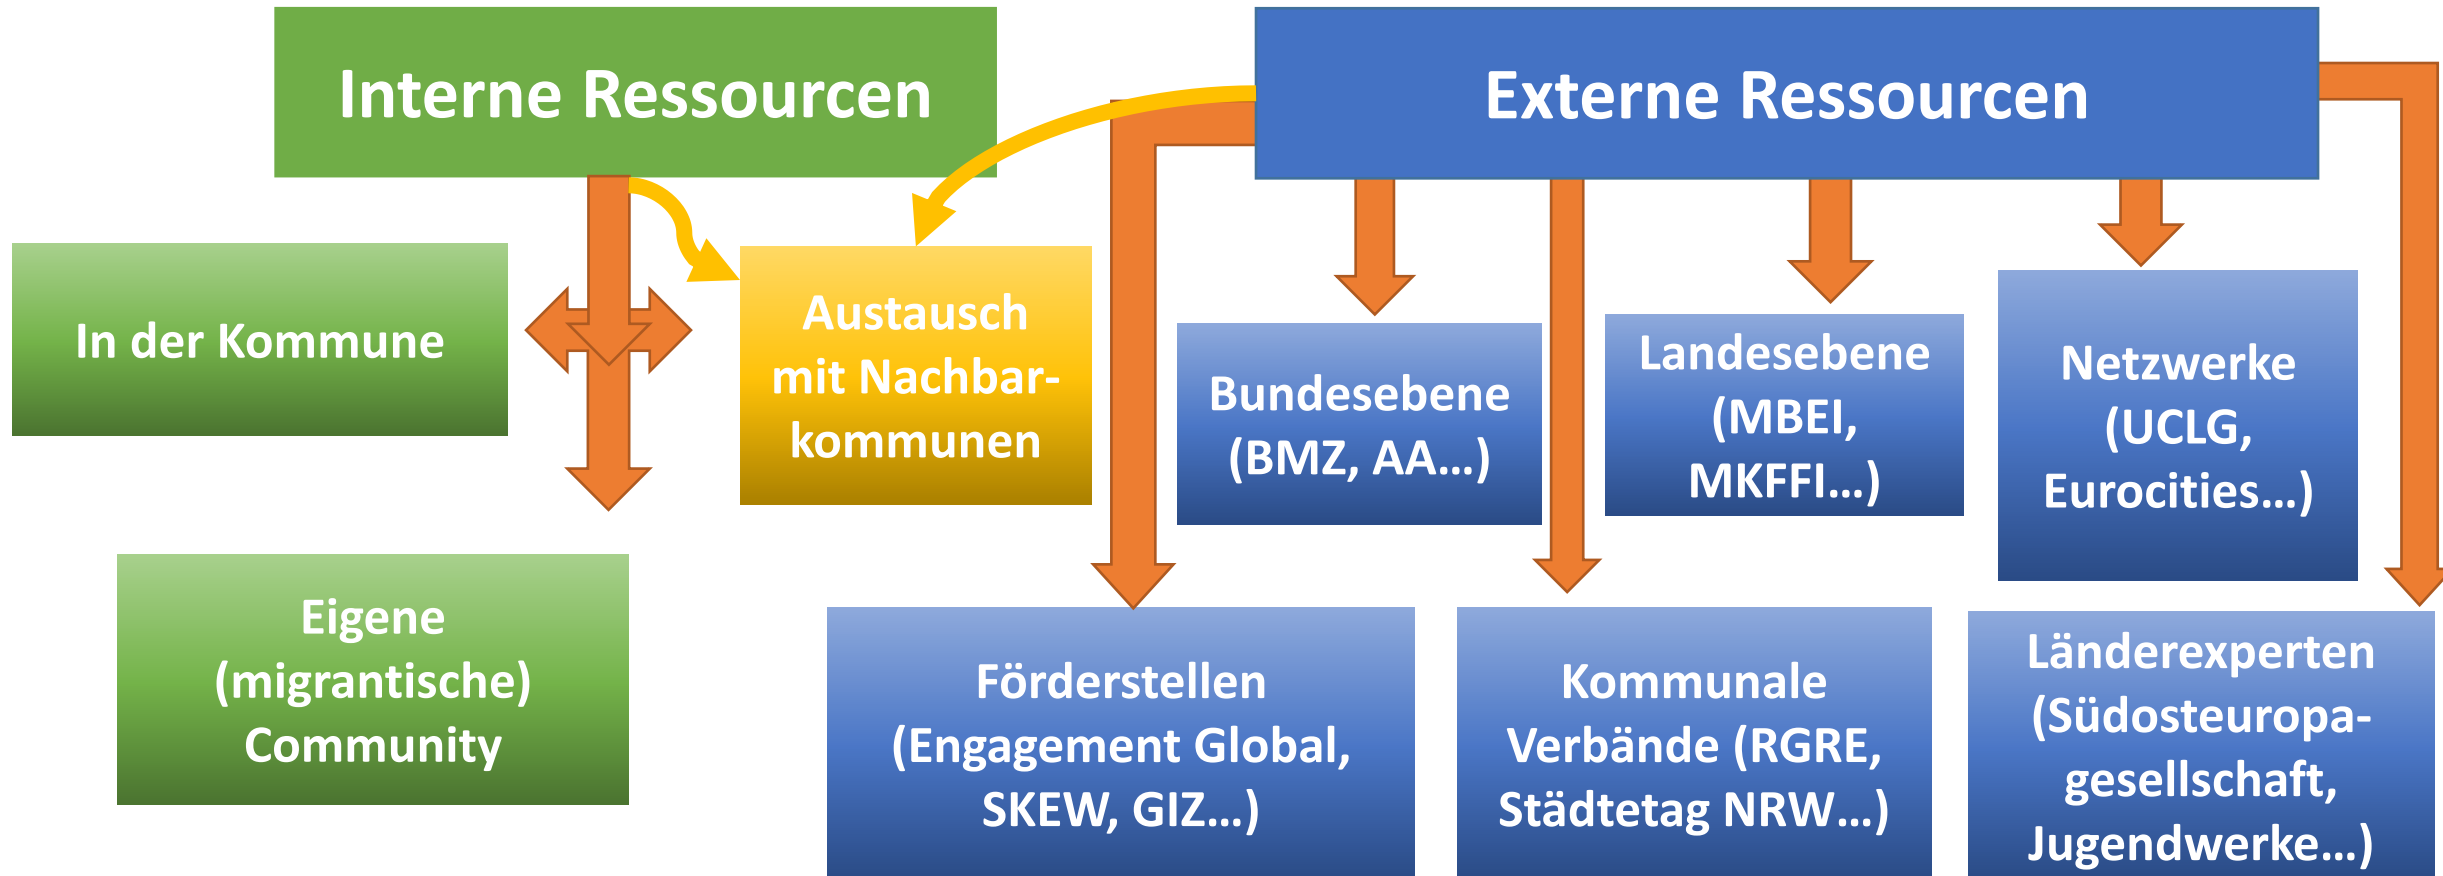 Interne Ressourcen
Externe Ressourcen
In der Kommune
Austausch
mit Nachbar-
kommunen
Bundesebene
(BMZ, AA…)
Landesebene
(MBEI,
MKFFI…)
Netzwerke
(UCLG,
Eurocities…)
Eigene
(migrantische)
Community
Förderstellen
(Engagement Global,
SKEW, GIZ…)
Kommunale
Verbände (RGRE,
Städtetag NRW…)
Länderexperten
(Südosteuropa-
gesellschaft,
Jugendwerke…)